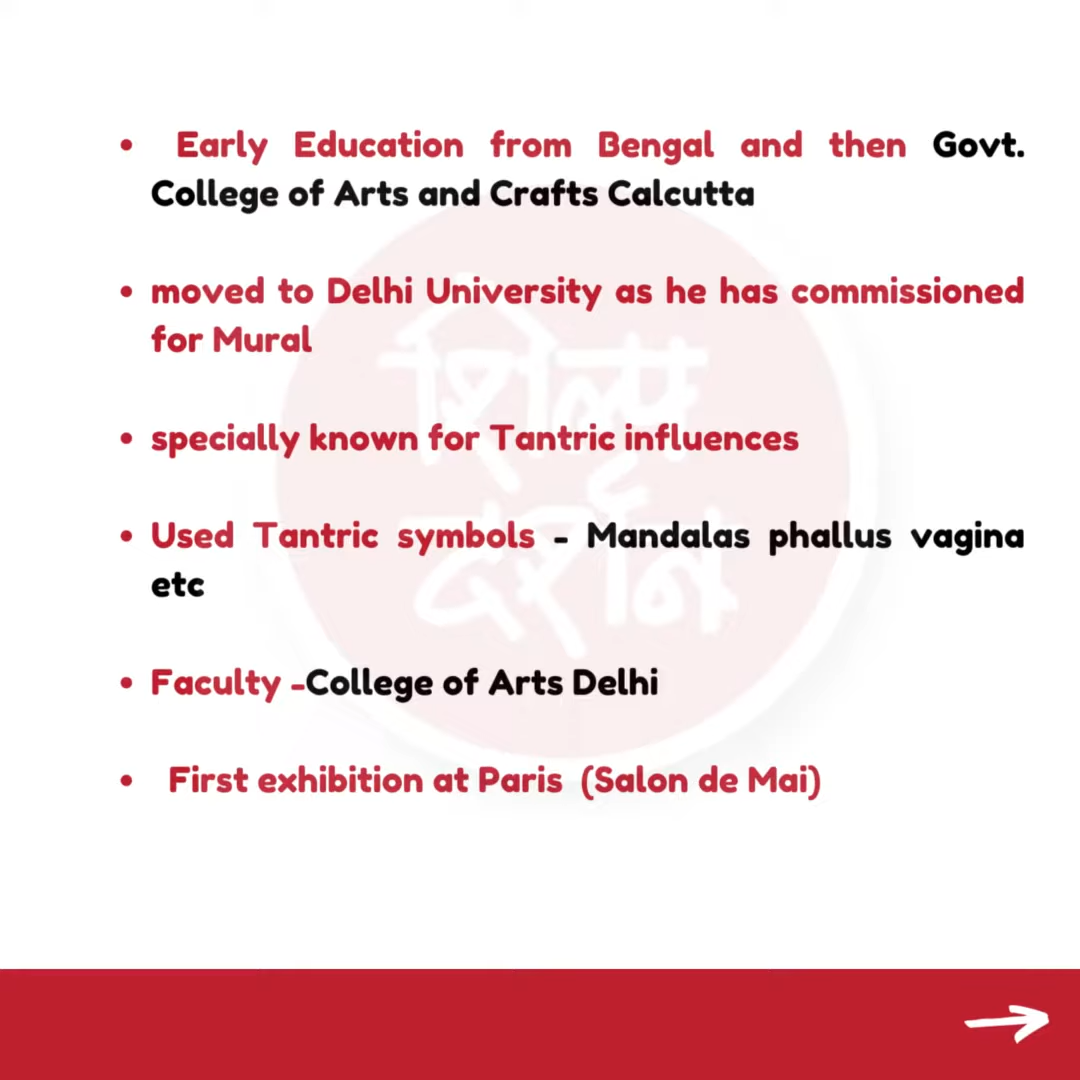 • Early Education from Bengal and then Govt.
College of Arts and Crafts Calcutta
• moved to Delhi University as he has commissioned
for Mural
• specially known for Tantric influences
• Used Tantric symbols - Mandalas phallus vagina
etc
• Faculty -College of Arts Delhi
• First exhibition at Paris (Salon de Mai)
शिल्प
दर्शन